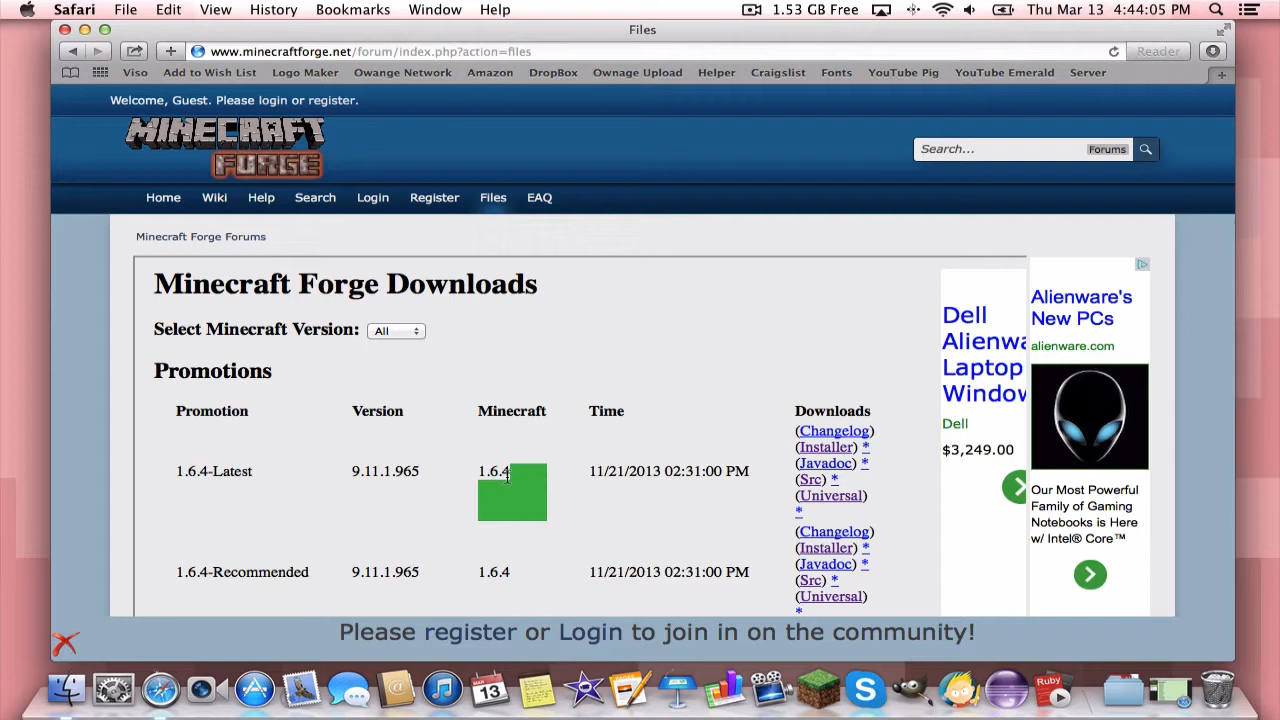 Safari File Edit View History Bookmarks Window Help 1.53 GB Free Thu Mar 13 4:44:05 PM
Files
www.minecraftforge.net/forum/index.php?action=files Reader
Viso Add to Wish List Logo Maker Owange Network Amazon DropBox Ownage Upload Helper Craigslist Fonts YouTube Pig YouTube Emerald Server
Welcome, Guest. Please login or register.
MINECRAFT
FORGE
Search... Forums
Home Wiki Help Search Login Register Files EAQ
Minecraft Forge Forums
Minecraft Forge Downloads
Select Minecraft Version: All
Promotions
Promotion Version Minecraft Time Downloads
(Changelog)
(Installer) *
1.6.4-Latest 9.11.1.965 1.6.4 11/21/2013 02:31:00 PM (Javadoc) *
(Src) *
(Universal)
*
(Changelog)
(Installer) *
1.6.4-Recommended 9.11.1.965 1.6.4 11/21/2013 02:31:00 PM (Javadoc) *
(Src) *
(Universal)
*
Dell
Alienwa
Laptop
Window
Dell
$3,249.00
Alienware's
New PCs
alienware.com
Our Most Powerful
Family of Gaming
Notebooks is Here
w/ Intel® Core™
Please register or Login to join in on the community!
MAR
13
Ruby